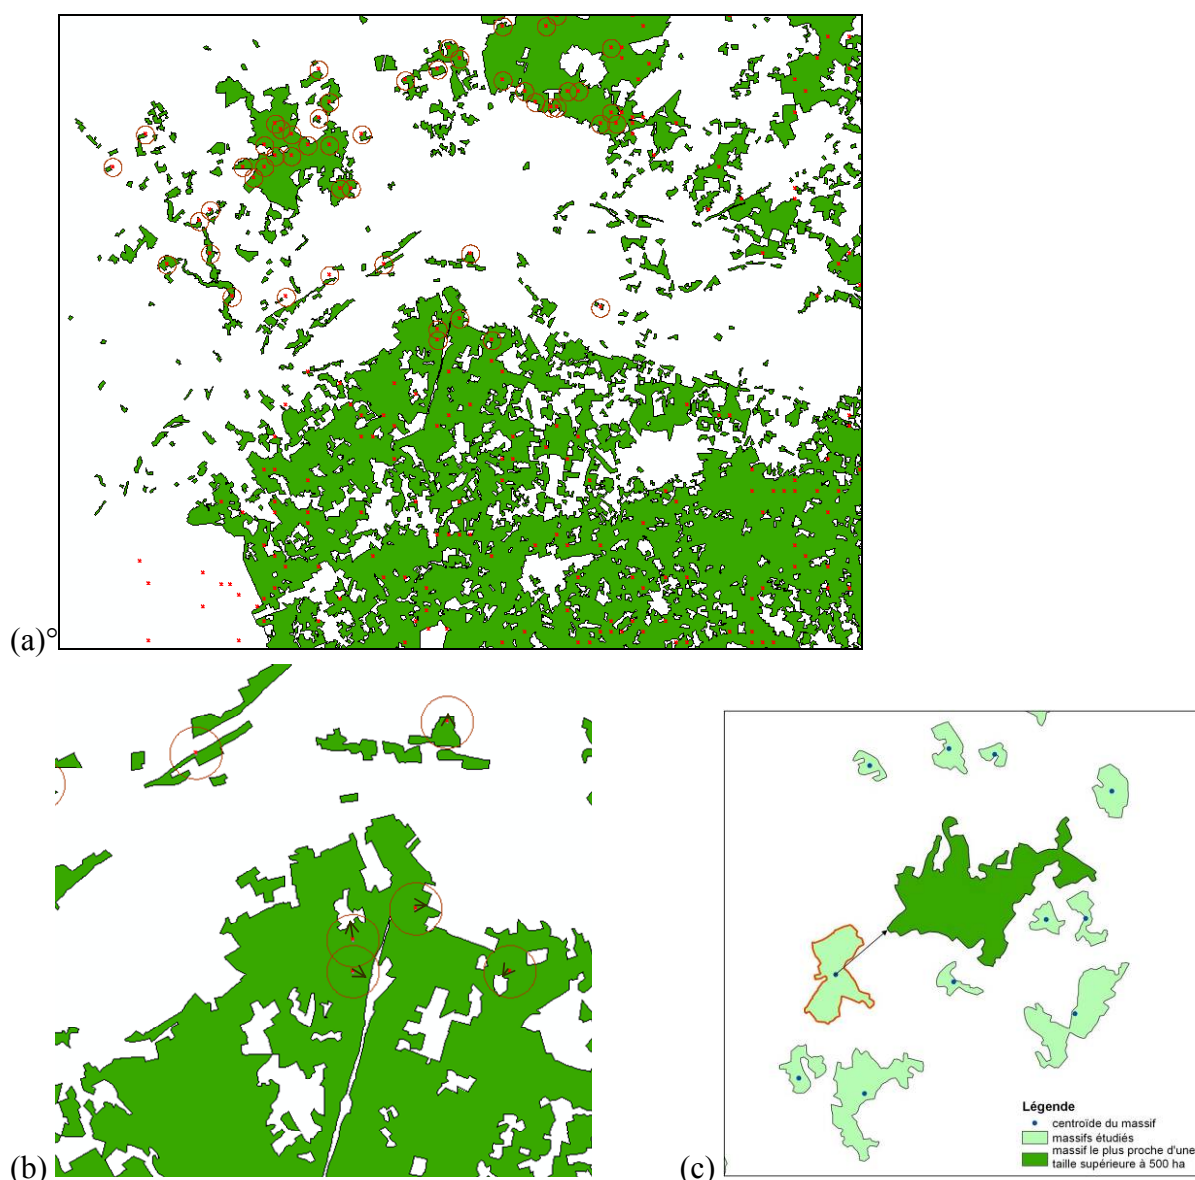 (a)°
(b)
(c)
Légende
centroïde du massif
massifs étudiés
massif le plus proche d'une
taille supérieure à 500 ha